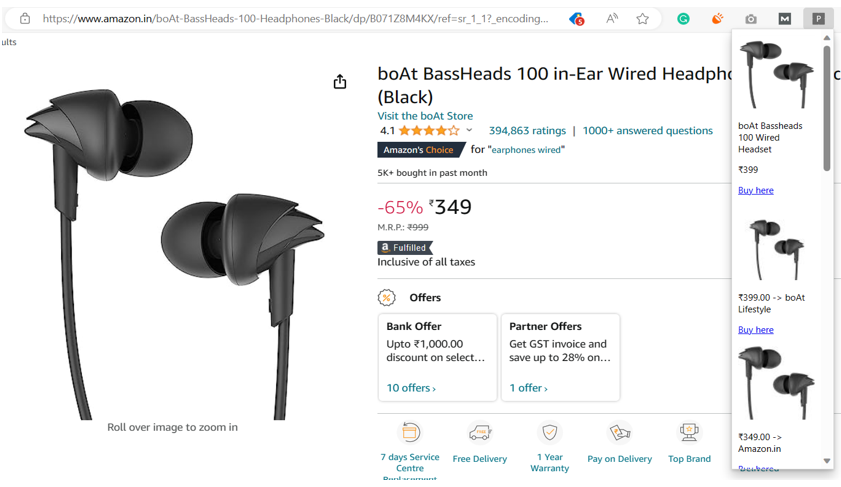 https://www.amazon.in/boAt-BassHeads-100-Headphones-Black/dp/B071Z8M4KX/ref=sr_1_1?_encoding...
5
P
ults
boAt BassHeads 100 in-Ear Wired
(Black)
Visit the boAt Store
4.1
394,863 ratings | 1000+ answered questions
Amazon's Choice for "earphones wired"
5K+ bought in past month
-65% ₹349
M.R.P.: ₹999
a Fulfilled
Inclusive of all taxes
Offers
Bank Offer
Upto ₹1,000.00
discount on select...
10 offers ›
Partner Offers
Get GST invoice and
save up to 28% on...
1 offer ›
Roll over image to zoom in
7 days Service
Centre
Replacement
Free Delivery
1 Year
Warranty
Pay on Delivery
Top Brand
boAt Bassheads
100 Wired
Headset
₹399
Buy here
₹399.00 -> boAt
Lifestyle
Buy here
₹349.00 ->
Amazon.in